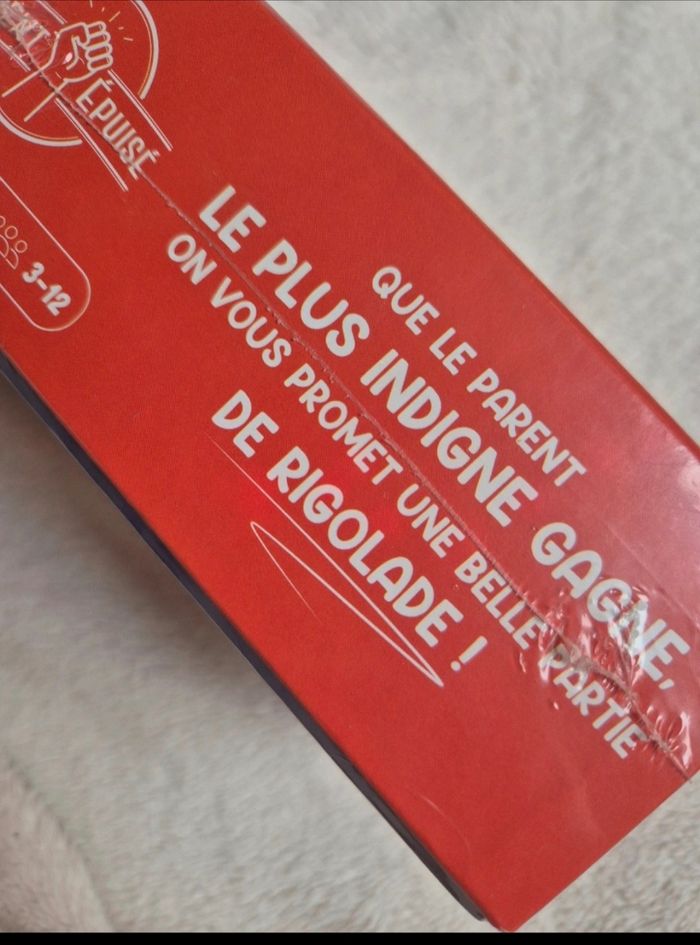 ÉPUISÉ
3-12
QUE LE PARENT
LE PLUS INDIGNE GAGNE,
ON VOUS PROMET UNE BELLE PARTIE
DE RIGOLADE !